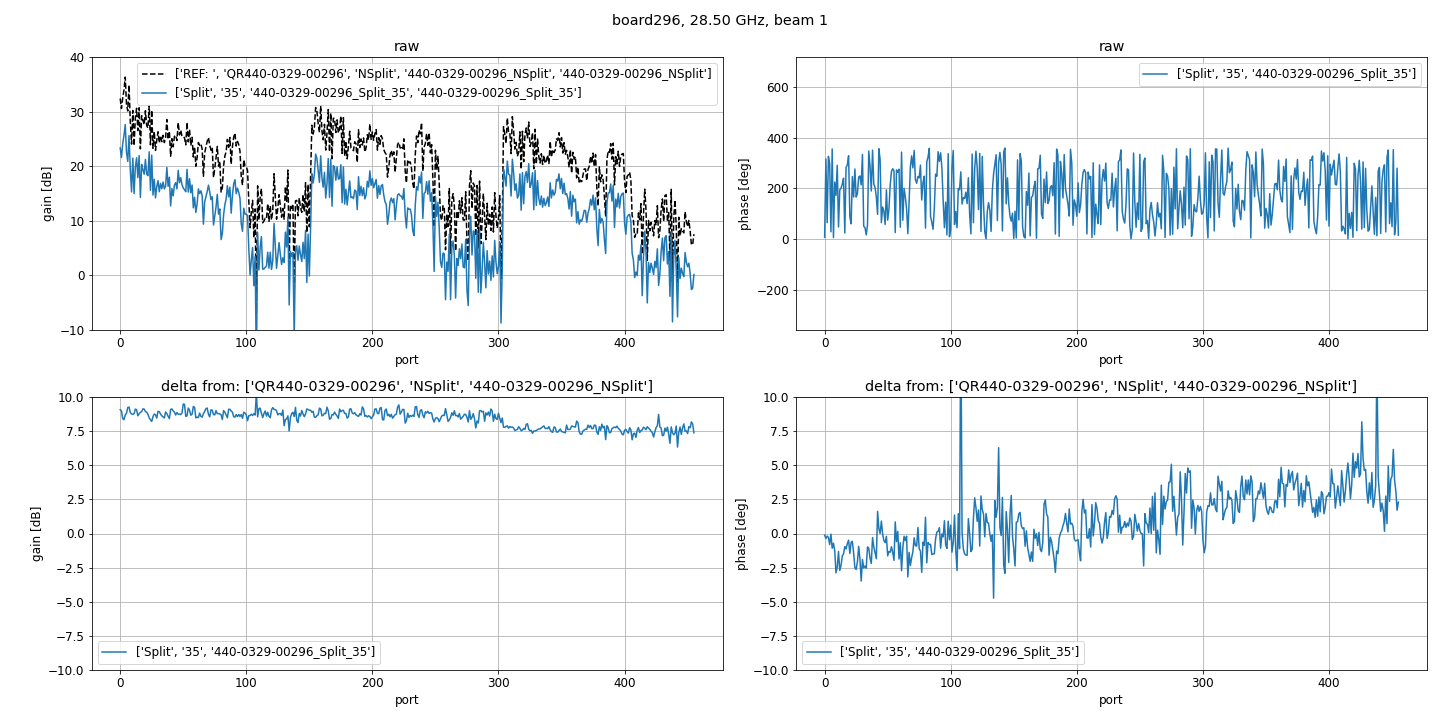 board296, 28.50 GHz, beam 1
raw
40
30
20
10
0
−10
gain [dB]
['REF: ', 'QR440-0329-00296', 'NSplit', '440-0329-00296_NSplit', '440-0329-00296_NSplit']
['Split', '35', '440-0329-00296_Split_35', '440-0329-00296_Split_35']
0 100 200 300 400
port
raw
600
400
200
0
−200
phase [deg]
['Split', '35', '440-0329-00296_Split_35']
0 100 200 300 400
port
delta from: ['QR440-0329-00296', 'NSplit', '440-0329-00296_NSplit']
10.0
7.5
5.0
2.5
0.0
−2.5
−5.0
−7.5
−10.0
gain [dB]
['Split', '35', '440-0329-00296_Split_35']
0 100 200 300 400
port
delta from: ['QR440-0329-00296', 'NSplit', '440-0329-00296_NSplit']
10.0
7.5
5.0
2.5
0.0
−2.5
−5.0
−7.5
−10.0
phase [deg]
['Split', '35', '440-0329-00296_Split_35']
0 100 200 300 400
port